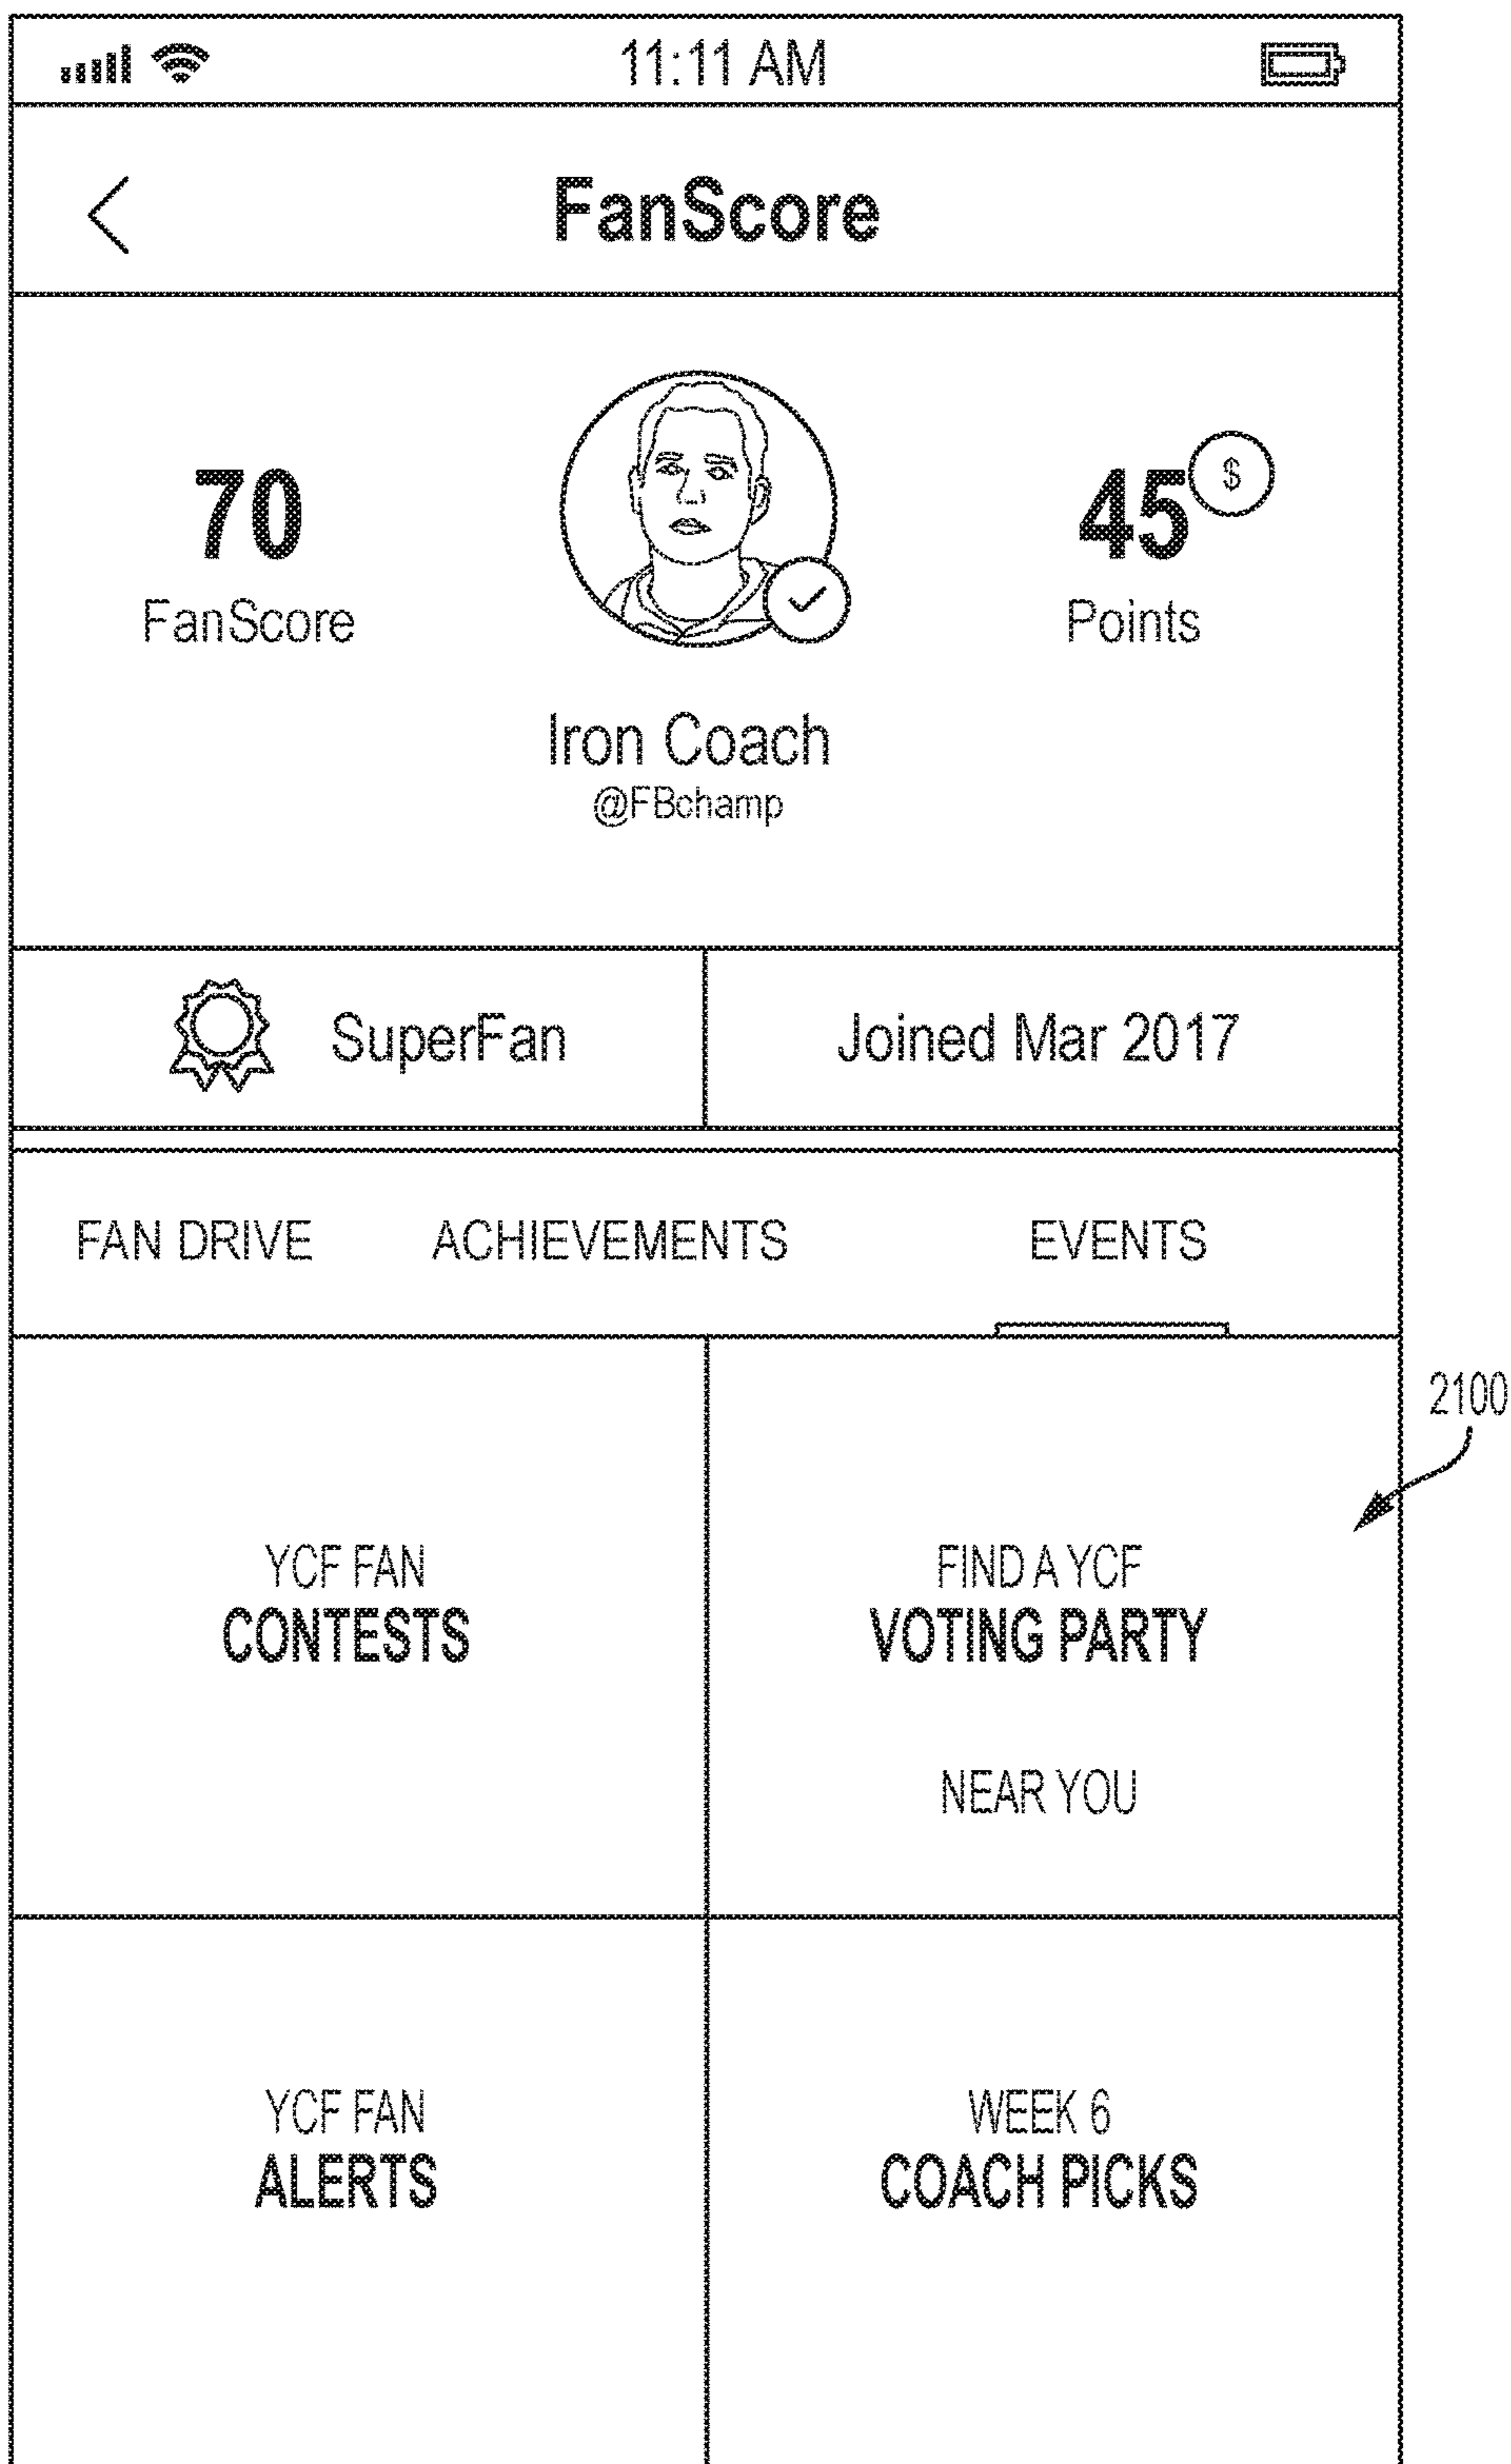 11:11 AM
FanScore
70
45
$
FanScore
Points
Iron Coach
@FBchamp
SuperFan
Joined Mar 2017
FAN DRIVE
ACHIEVEMENTS
EVENTS
2100
YCF FAN
CONTESTS
FIND A YCF
VOTING PARTY
NEAR YOU
YCF FAN
ALERTS
WEEK 6
COACH PICKS